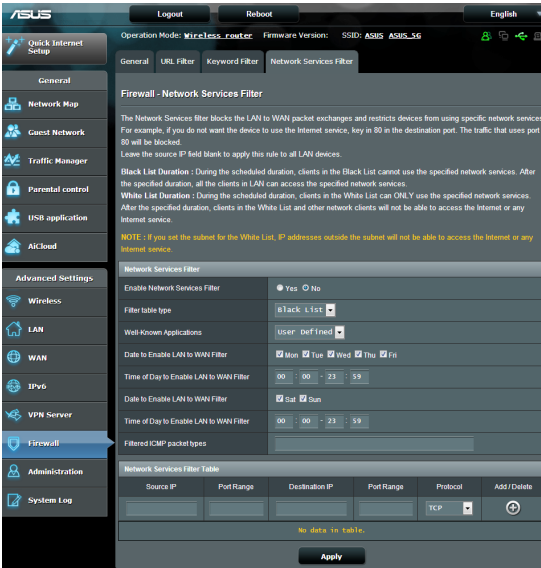 ASUS
Logout
Reboot
English
Quick Internet
Setup
Operation Mode: Wireless router Firmware Version: SSID: ASUS ASUS_5G
General
URL Filter
Keyword Filter
Network Services Filter
General
Network Map
Guest Network
Traffic Manager
Parental control
USB application
AiCloud
Advanced Settings
Wireless
LAN
WAN
IPv6
VPN Server
Firewall
Administration
System Log
Firewall - Network Services Filter
The Network Services filter blocks the LAN to WAN packet exchanges and restricts devices from using specific network services
For example, if you do not want the device to use the Internet service, key in 80 in the destination port. The traffic that uses port
80 will be blocked.
Leave the source IP field blank to apply this rule to all LAN devices.
Black List Duration : During the scheduled duration, clients in the Black List cannot use the specified network services. After
the specified duration, all the clients in LAN can access the specified network services.
White List Duration : During the scheduled duration, clients in the White List can ONLY use the specified network services.
After the specified duration, clients in the White List and other network clients will not be able to access the Internet or any
Internet service.
NOTE : If you set the subnet for the White List, IP addresses outside the subnet will not be able to access the Internet or any
Internet service.
Network Services Filter
Enable Network Services Filter Yes No
Filter table type Black List
Well-Known Applications User Defined
Date to Enable LAN to WAN Filter Mon Tue Wed Thu Fri
Time of Day to Enable LAN to WAN Filter 00 : 00 - 23 : 59
Date to Enable LAN to WAN Filter Sat Sun
Time of Day to Enable LAN to WAN Filter 00 : 00 - 23 : 59
Filtered ICMP packet types
Network Services Filter Table
Source IP Port Range Destination IP Port Range Protocol Add / Delete
TCP
No data in table.
Apply